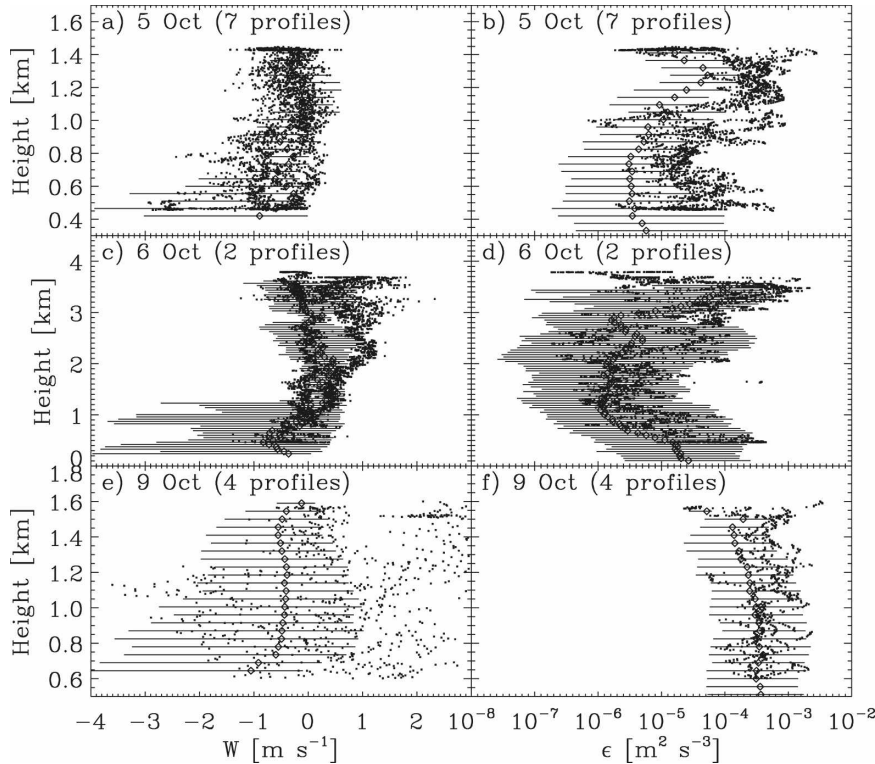 a) 5 Oct (7 profiles)
b) 5 Oct (7 profiles)
Height [km]
1.6
1.4
1.2
1.0
0.8
0.6
0.4
c) 6 Oct (2 profiles)
d) 6 Oct (2 profiles)
Height [km]
4
3
2
1
0
e) 9 Oct (4 profiles)
f) 9 Oct (4 profiles)
Height [km]
1.8
1.6
1.4
1.2
1.0
0.8
0.6
-4 -3 -2 -1 0 1 2 3 10⁻⁸ 10⁻⁷ 10⁻⁶ 10⁻⁵ 10⁻⁴ 10⁻³ 10⁻²
W [m s⁻¹]
ϵ [m² s⁻³]